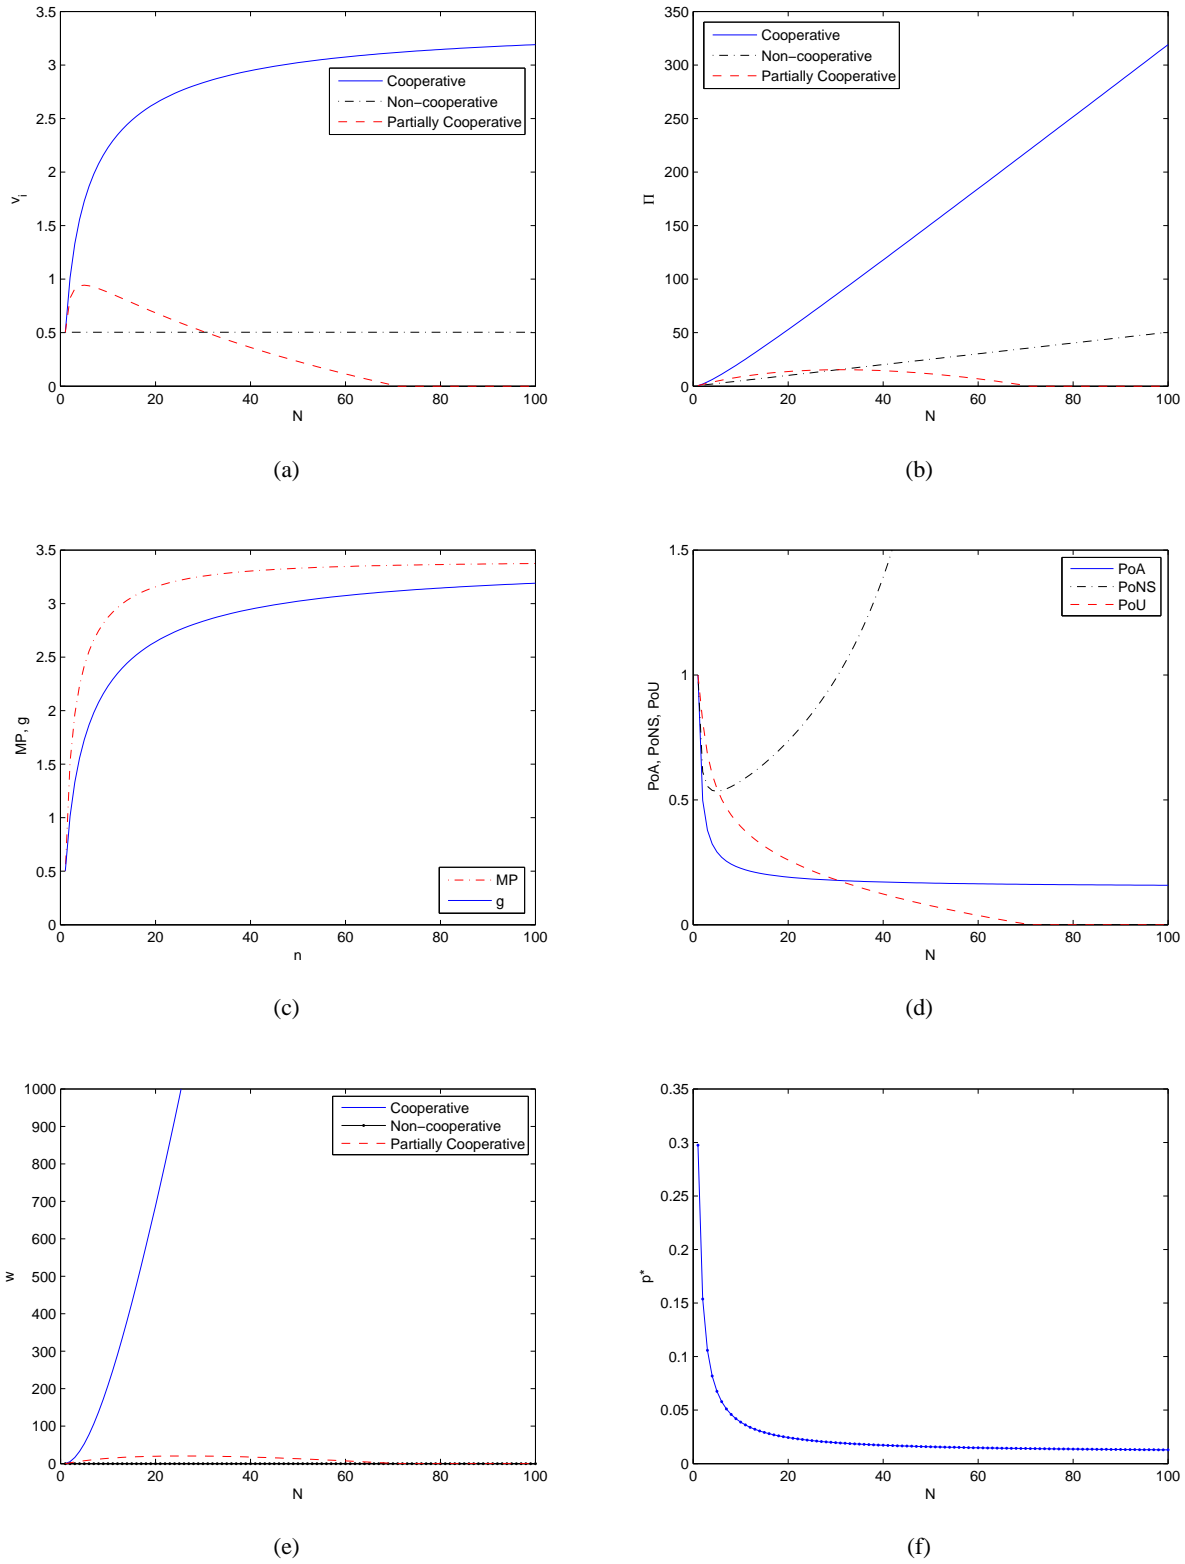 3.5
3
2.5
2
1.5
1
0.5
0
v_i
0 20 40 60 80 100
N
Cooperative
Non−cooperative
Partially Cooperative
(a)
350
300
250
200
150
100
50
0
Π
0 20 40 60 80 100
N
Cooperative
Non−cooperative
Partially Cooperative
(b)
3.5
3
2.5
2
1.5
1
0.5
0
MP, g
0 20 40 60 80 100
n
MP
g
(c)
1.5
1
0.5
0
PoA, PoNS, PoU
0 20 40 60 80 100
N
PoA
PoNS
PoU
(d)
1000
900
800
700
600
500
400
300
200
100
0
w
0 20 40 60 80 100
N
Cooperative
Non−cooperative
Partially Cooperative
(e)
0.35
0.3
0.25
0.2
0.15
0.1
0.05
0
p*
0 20 40 60 80 100
N
(f)